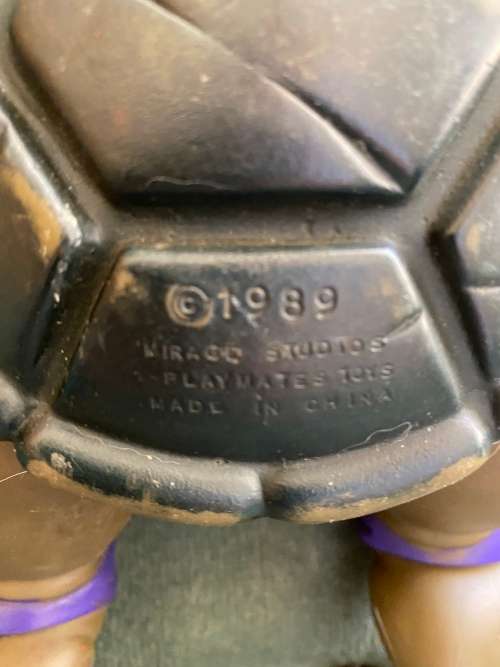 ©1989
MIRAGE STUDIOS
PLAYMATES TOYS
MADE IN CHINA